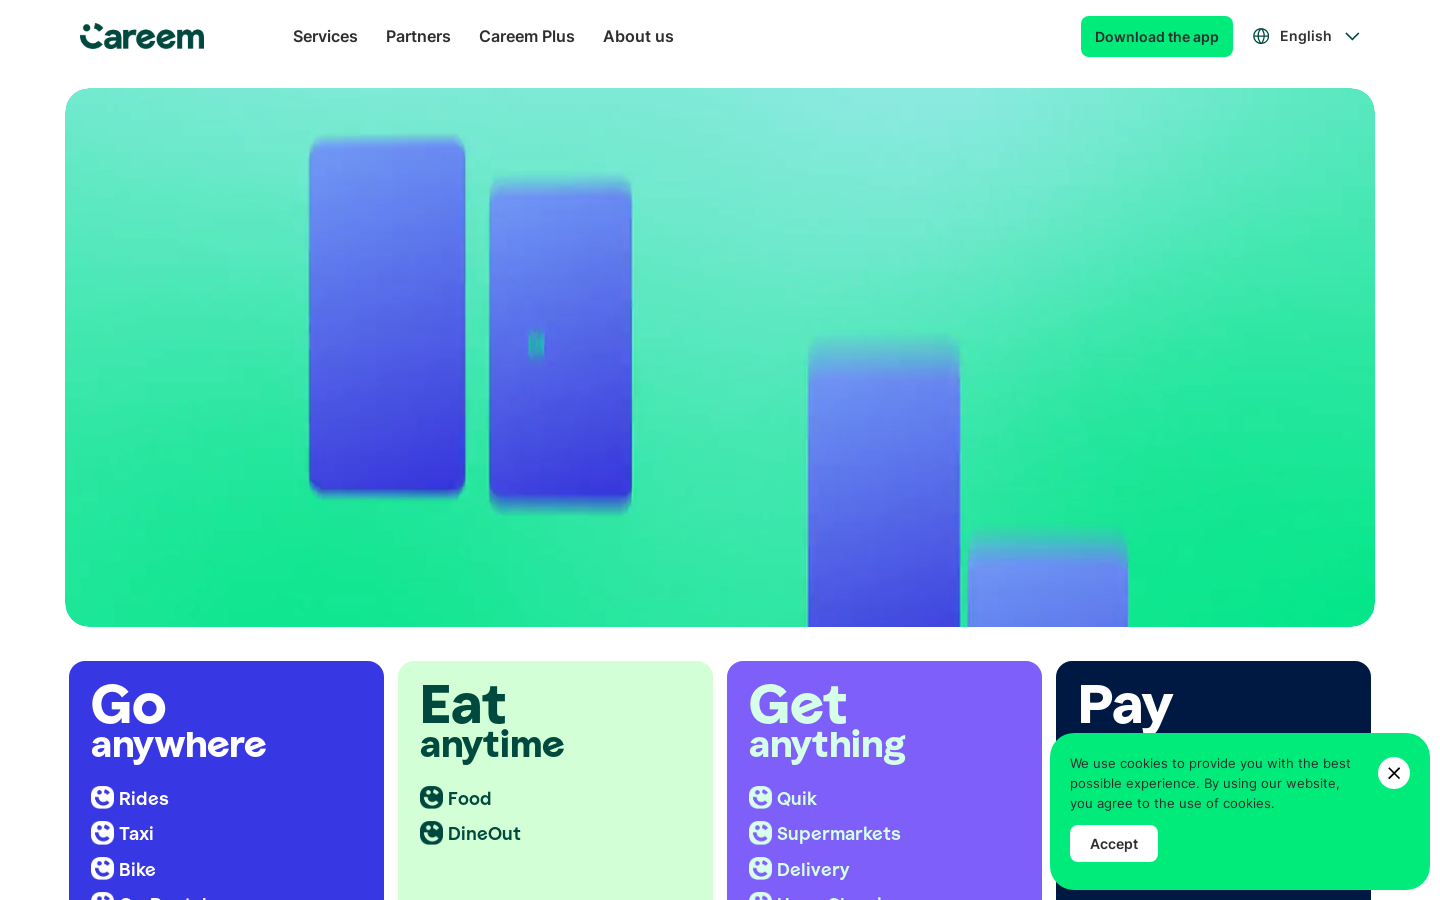 Careem
Services
Partners
Careem Plus
About us
Download the app
English
Go
anywhere
Rides
Taxi
Bike
Eat
anytime
Food
DineOut
Get
anything
Quik
Supermarkets
Delivery
Pay
We use cookies to provide you with the best
possible experience. By using our website,
you agree to the use of cookies.
Accept